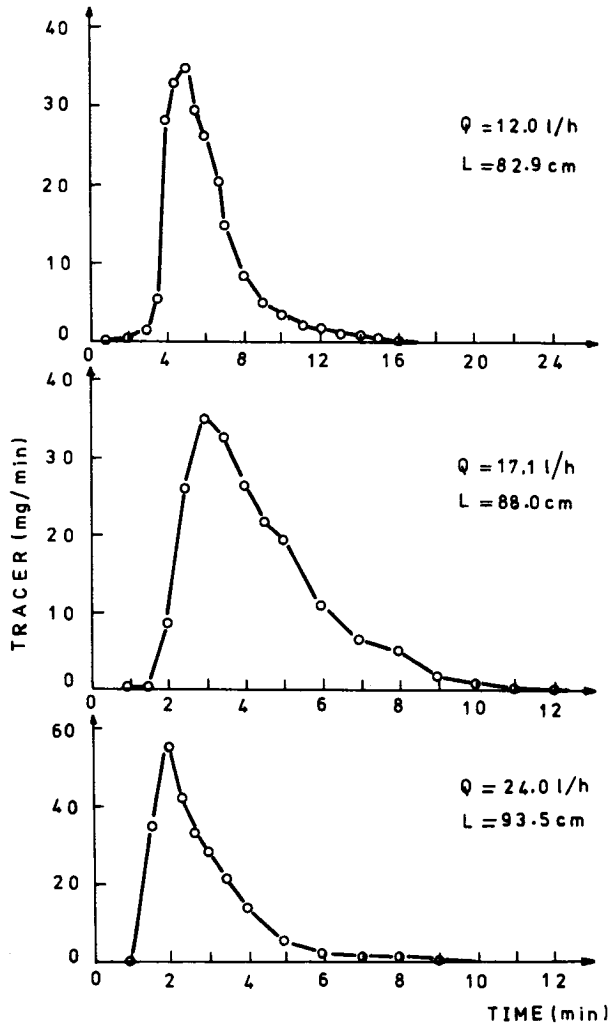 40
30
20
10
0
0 4 8 12 16 20 24
Q = 12.0 l/h
L = 82.9 cm
40
30
20
10
0
0 2 4 6 8 10 12
Q = 17.1 l/h
L = 88.0 cm
TRACER (mg/min)
60
40
20
0
0 2 4 6 8 10 12
Q = 24.0 l/h
L = 93.5 cm
TIME (min)